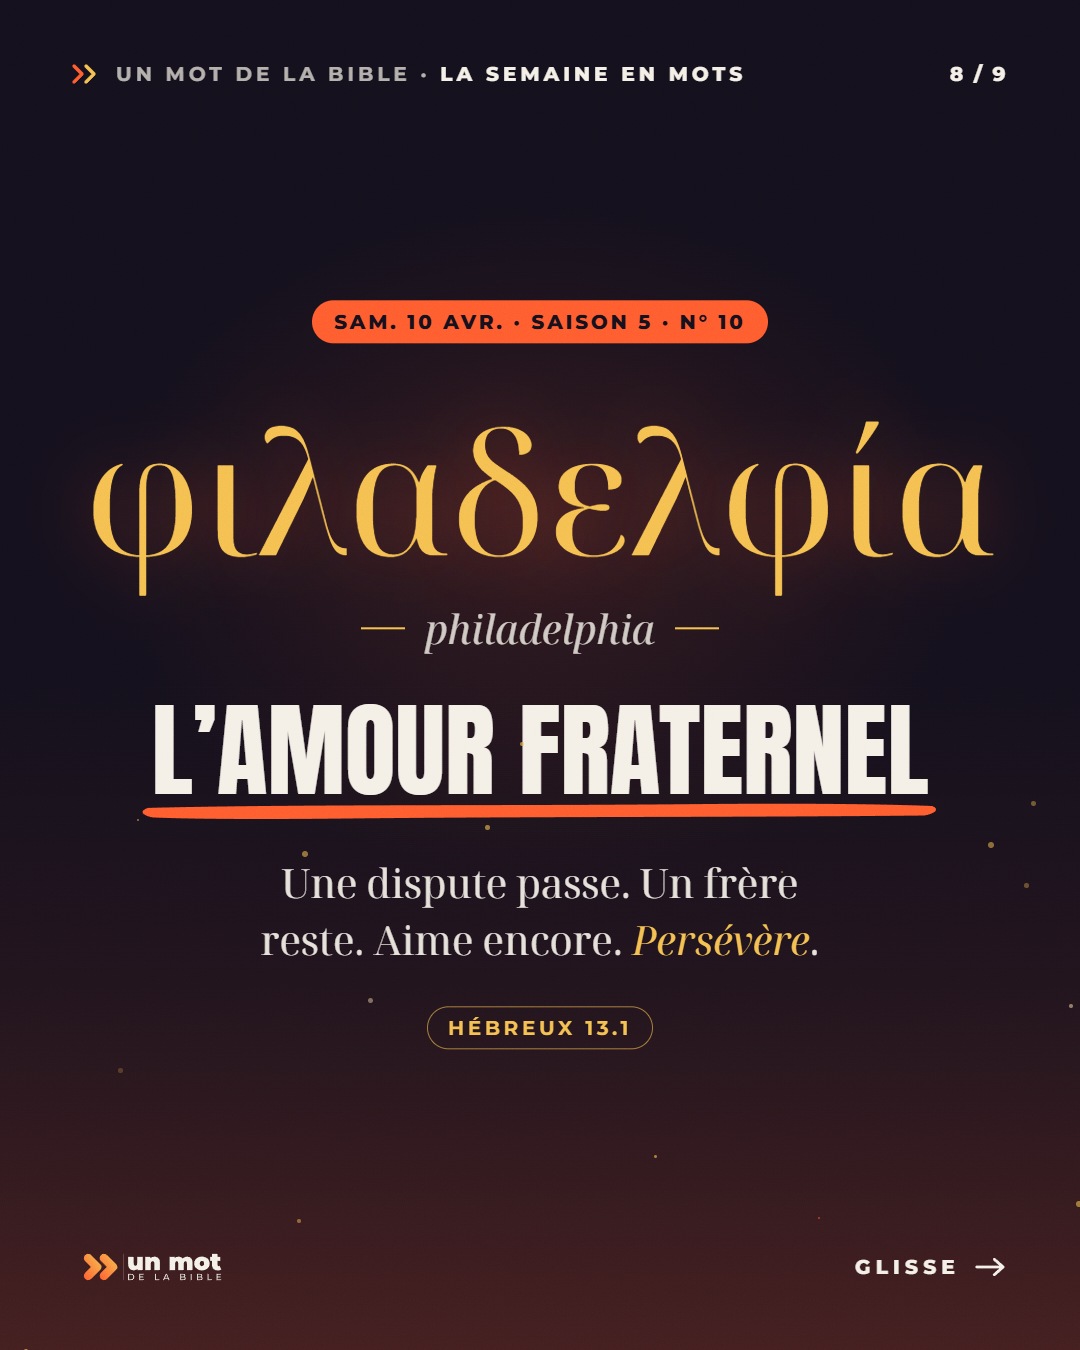 UN MOT DE LA BIBLE • LA SEMAINE EN MOTS
8 / 9
SAM. 10 AVR. • SAISON 5 • N° 10
φιλαδελφία
philadelphia
L’AMOUR FRATERNEL
Une dispute passe. Un frère
reste. Aime encore. Persévère.
HÉBREUX 13.1
un mot
DE LA BIBLE
GLISSE →